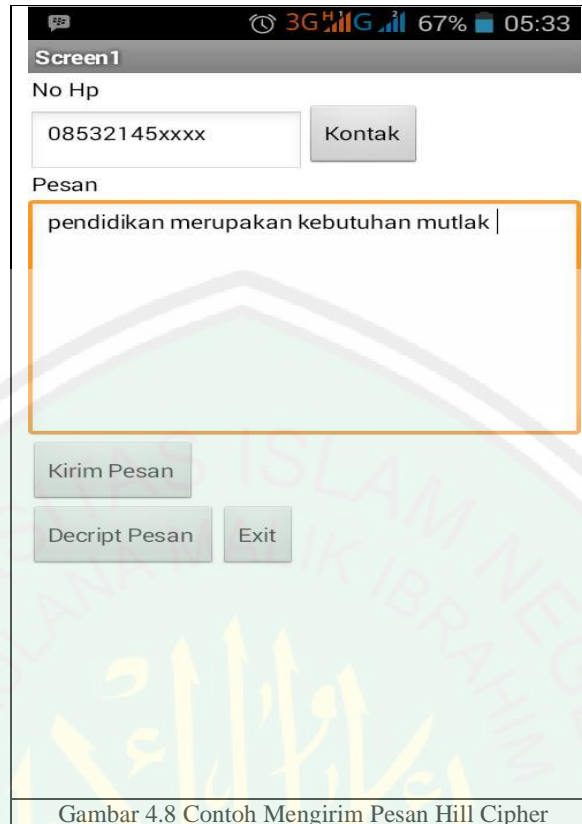 3G H G 67% 05:33
Screen1
No Hp
08532145xxxx Kontak
Pesan
pendidikan merupakan kebutuhan mutlak
Kirim Pesan
Decript Pesan Exit
Gambar 4.8 Contoh Mengirim Pesan Hill Cipher